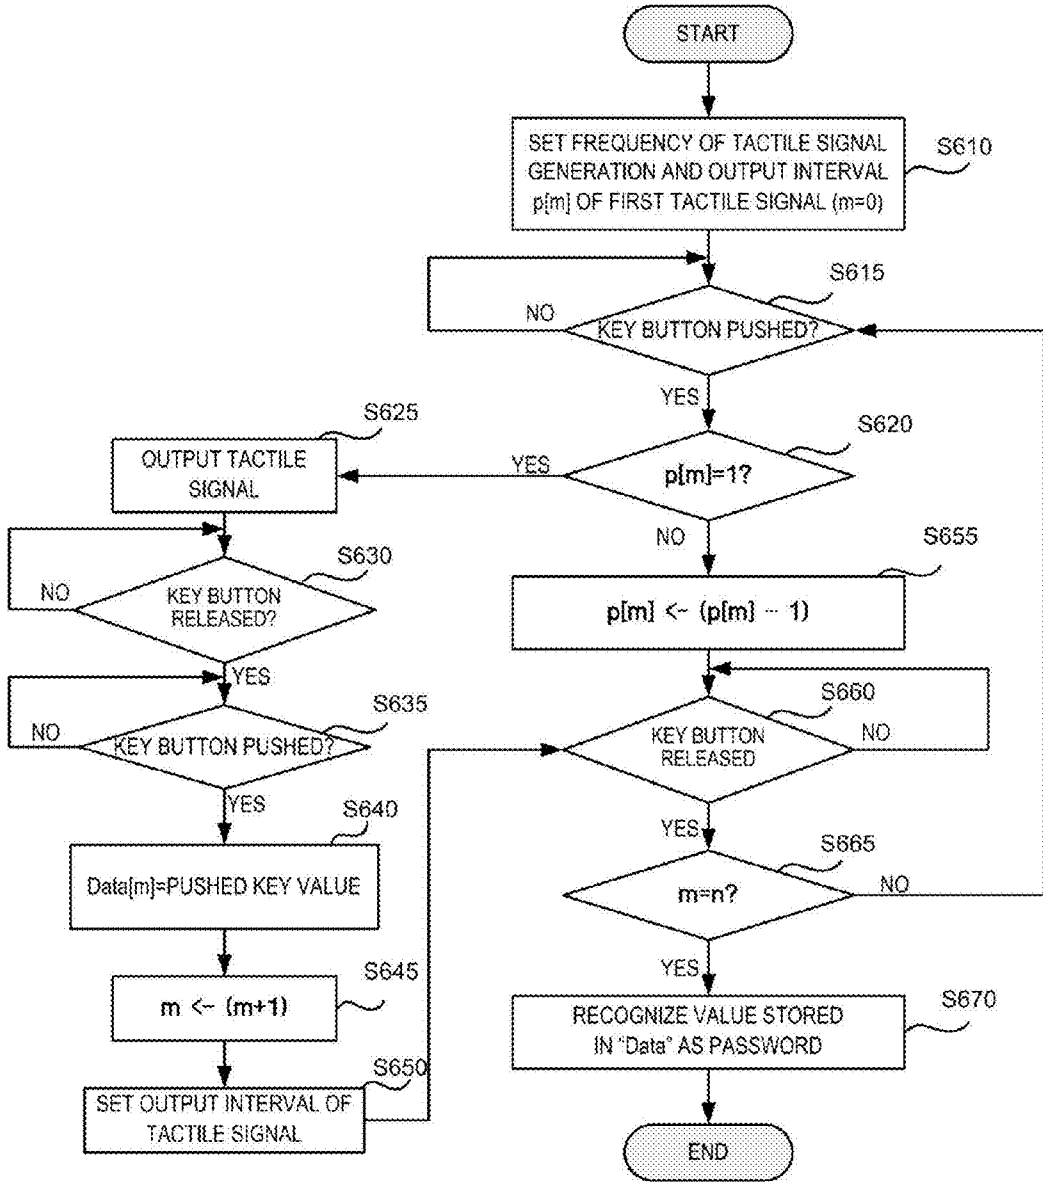 START
SET FREQUENCY OF TACTILE SIGNAL
GENERATION AND OUTPUT INTERVAL
p[m] OF FIRST TACTILE SIGNAL (m=0)
S610
S615
NO
KEY BUTTON PUSHED?
YES
S620
p[m]=1?
YES
NO
S625
OUTPUT TACTILE
SIGNAL
S630
NO
KEY BUTTON
RELEASED?
YES
S635
NO
KEY BUTTON PUSHED?
YES
S640
Data[m]=PUSHED KEY VALUE
S645
m <- (m+1)
S650
SET OUTPUT INTERVAL OF
TACTILE SIGNAL
S655
p[m] <- (p[m] - 1)
S660
KEY BUTTON
RELEASED
NO
YES
S665
m=n?
NO
YES
S670
RECOGNIZE VALUE STORED
IN "Data" AS PASSWORD
END